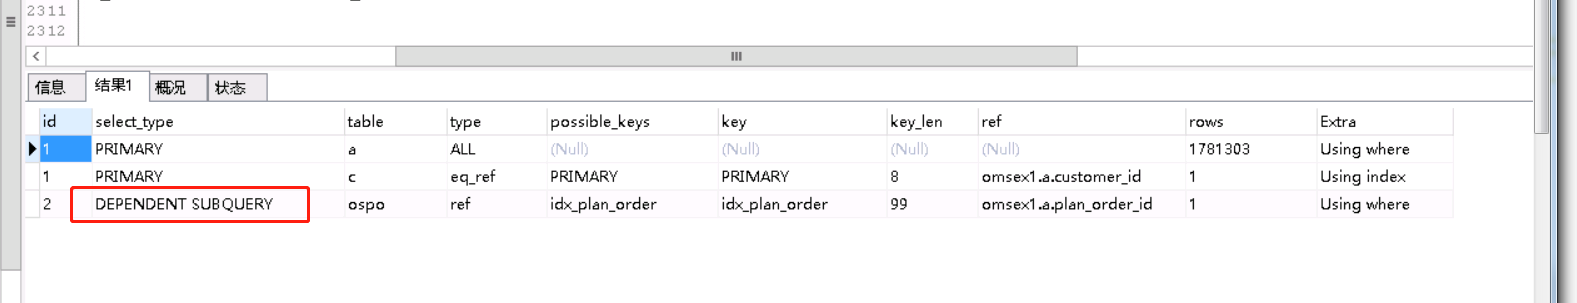 2311
2312
信息 结果1 概况 状态
id select_type table type possible_keys key key_len ref rows Extra
1 PRIMARY a ALL (Null) (Null) (Null) (Null) 1781303 Using where
1 PRIMARY c eq_ref PRIMARY PRIMARY 8 omsex1.a.customer_id 1 Using index
2 DEPENDENT SUBQUERY ospo ref idx_plan_order idx_plan_order 99 omsex1.a.plan_order_id 1 Using where